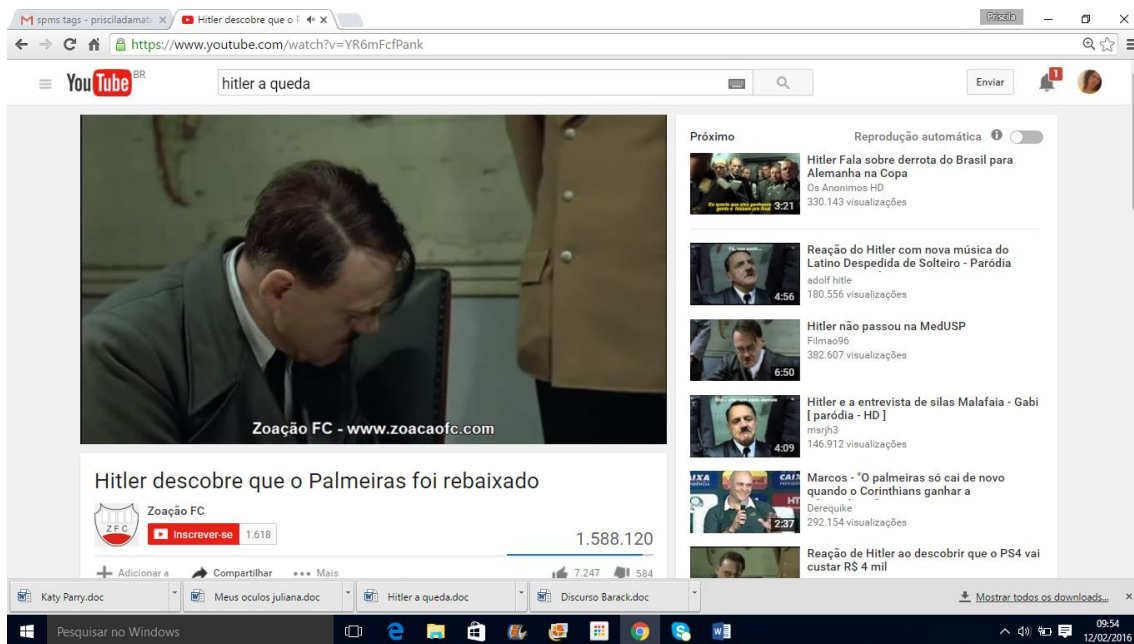 spms tags - prisciladamata
Hitler descobre que o P
Priscila
https://www.youtube.com/watch?v=YR6mFcfPank
YouTube BR
hitler a queda
Enviar
1
Zoação FC - www.zoacaofc.com
Hitler descobre que o Palmeiras foi rebaixado
ZFC
Zoação FC
Inscrever-se 1.618
1.588.120
Adicionar a Compartilhar Mais
7.247 584
Próximo Reprodução automática
3:21
Hitler Fala sobre derrota do Brasil para
Alemanha na Copa
Os Anonimos HD
330.143 visualizações
4:56
Reação do Hitler com nova música do
Latino Despedida de Solteiro - Paródia
adolf hitle
180.556 visualizações
6:50
Hitler não passou na MedUSP
Filmao96
382.607 visualizações
4:09
Hitler e a entrevista de silas Malafaia - Gabi
[ paródia - HD ]
msrjh3
146.912 visualizações
CAIXA
2:37
Marcos - "O palmeiras só cai de novo
quando o Corinthians ganhar a
Derequike
292.154 visualizações
Reação de Hitler ao descobrir que o PS4 vai
custar R$ 4 mil
Katy Parry.doc
Meus oculos juliana.doc
Hitler a queda.doc
Discurso Barack.doc
Mostrar todos os downloads...
Pesquisar no Windows
09:54
12/02/2016